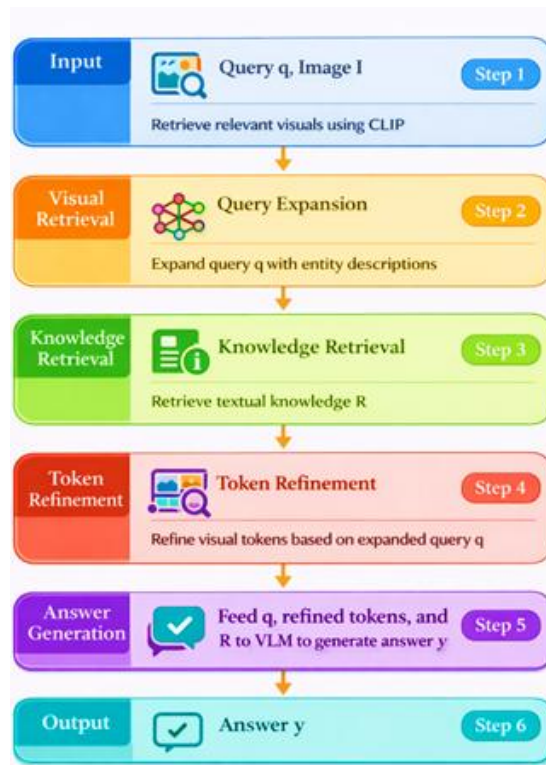 Input
Query q, Image I
Step 1
Retrieve relevant visuals using CLIP
Visual
Retrieval
Query Expansion
Step 2
Expand query q with entity descriptions
Knowledge
Retrieval
Knowledge Retrieval
Step 3
Retrieve textual knowledge R
Token
Refinement
Token Refinement
Step 4
Refine visual tokens based on expanded query q
Answer
Generation
Feed q, refined tokens, and
R to VLM to generate answer y
Step 5
Output
Answer y
Step 6